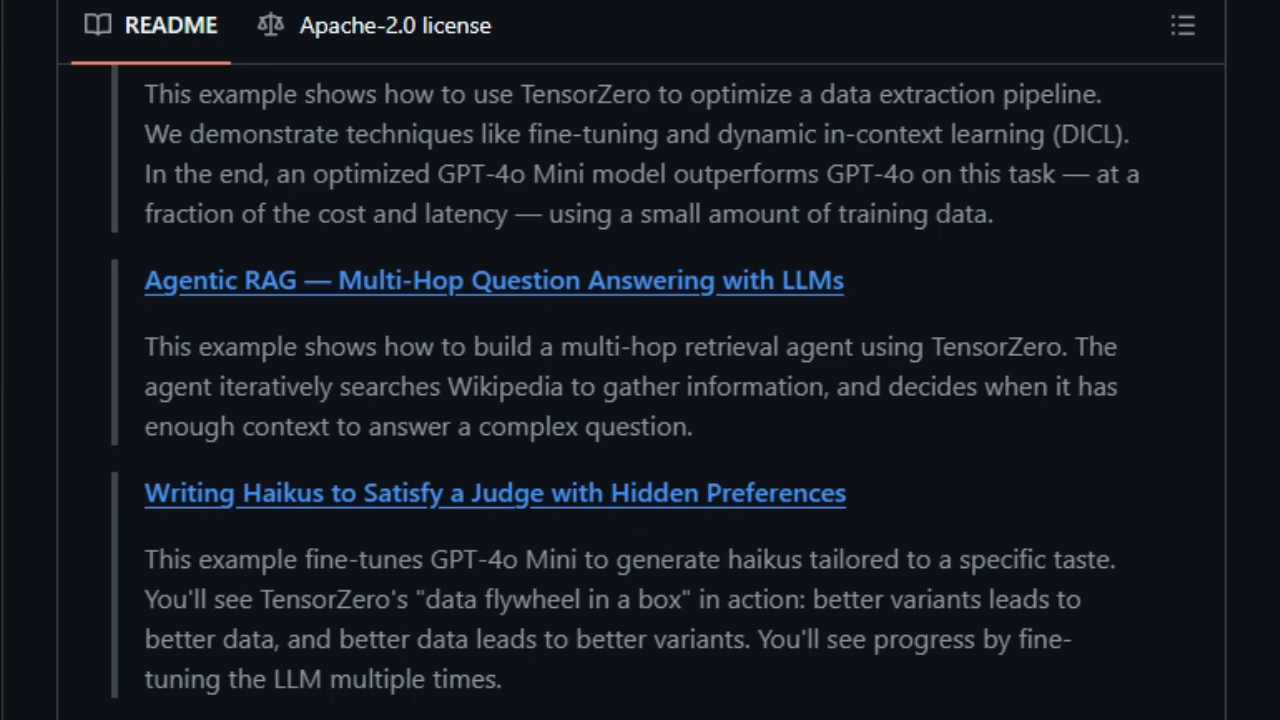 README
Apache-2.0 license
This example shows how to use TensorZero to optimize a data extraction pipeline.
We demonstrate techniques like fine-tuning and dynamic in-context learning (DICL).
In the end, an optimized GPT-4o Mini model outperforms GPT-4o on this task — at a
fraction of the cost and latency — using a small amount of training data.
Agentic RAG — Multi-Hop Question Answering with LLMs
This example shows how to build a multi-hop retrieval agent using TensorZero. The
agent iteratively searches Wikipedia to gather information, and decides when it has
enough context to answer a complex question.
Writing Haikus to Satisfy a Judge with Hidden Preferences
This example fine-tunes GPT-4o Mini to generate haikus tailored to a specific taste.
You'll see TensorZero's "data flywheel in a box" in action: better variants leads to
better data, and better data leads to better variants. You'll see progress by fine-
tuning the LLM multiple times.